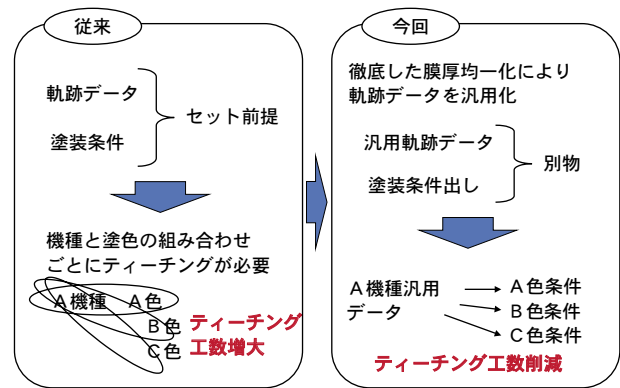 従来
軌跡データ
塗装条件
セット前提
機種と塗色の組み合わせ
ごとにティーチングが必要
A機種 A色
B色
C色
ティーチング
工数増大
今回
徹底した膜厚均一化により
軌跡データを汎用化
汎用軌跡データ
塗装条件出し
別物
A機種汎用
データ
A色条件
B色条件
C色条件
ティーチング工数削減